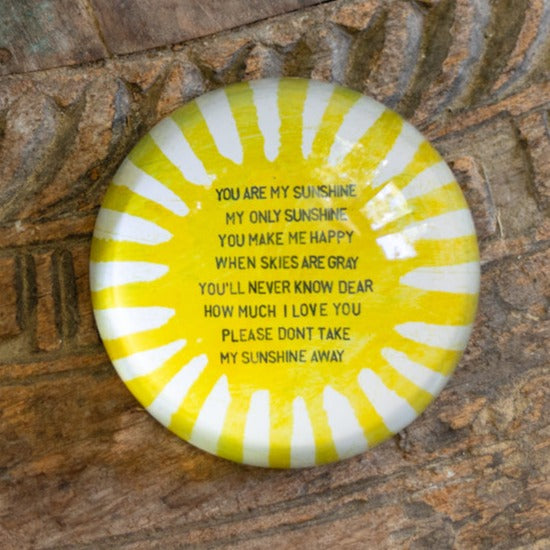 YOU ARE MY SUNSHINE
MY ONLY SUNSHINE
YOU MAKE ME HAPPY
WHEN SKIES ARE GRAY
YOU'LL NEVER KNOW DEAR
HOW MUCH I LOVE YOU
PLEASE DONT TAKE
MY SUNSHINE AWAY